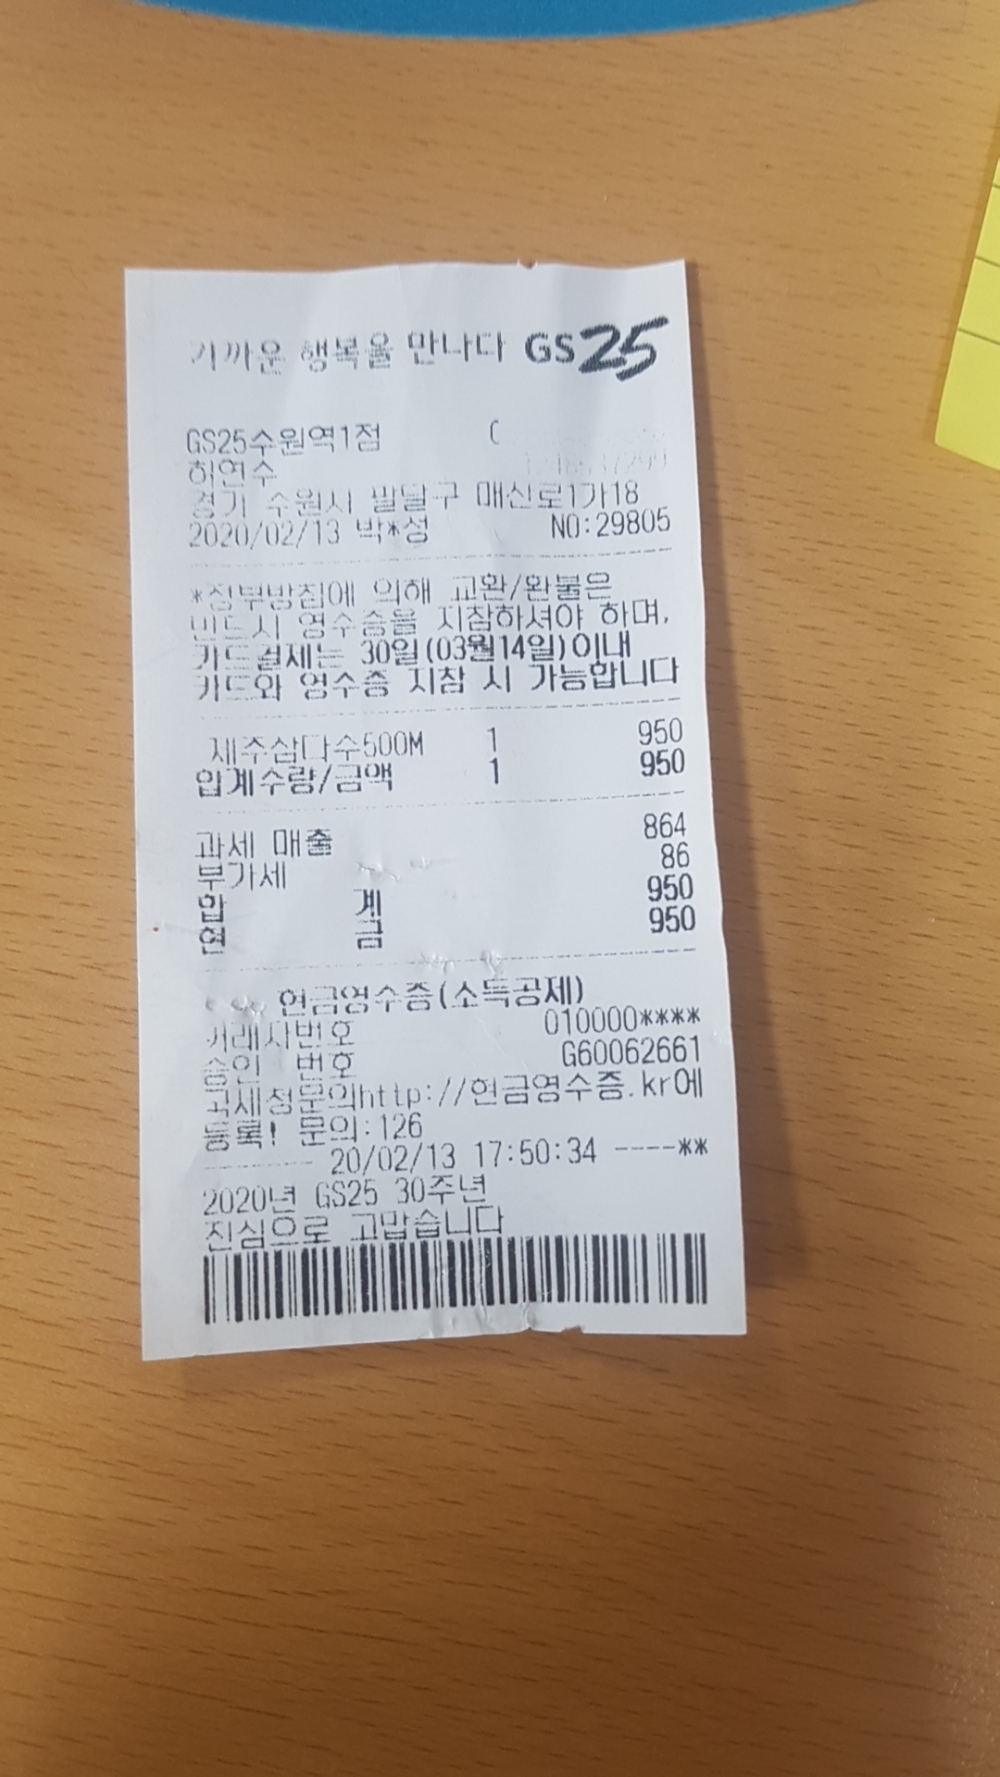 가까운 행복을 만나다 GS25
GS25수원역1점
허연수
경기 수원시 팔달구 매산로1가18
2020/02/13 박*성 NO:29805
*정부방침에 의해 교환/환불은
반드시 영수증을 지참하셔야 하며,
카드결제는 30일(03월14일)이내
카드와 영수증 지참 시 가능합니다
제주삼다수500M 1 950
합계수량/금액 1 950
과세 매출 864
부가세 86
합 계 950
현 금 950
현금영수증(소득공제)
거래자번호 010000****
승인 번호 G60062661
국세청문의http://현금영수증.kr에
등록! 문의:126
20/02/13 17:50:34 ----**
2020년 GS25 30주년
진심으로 고맙습니다